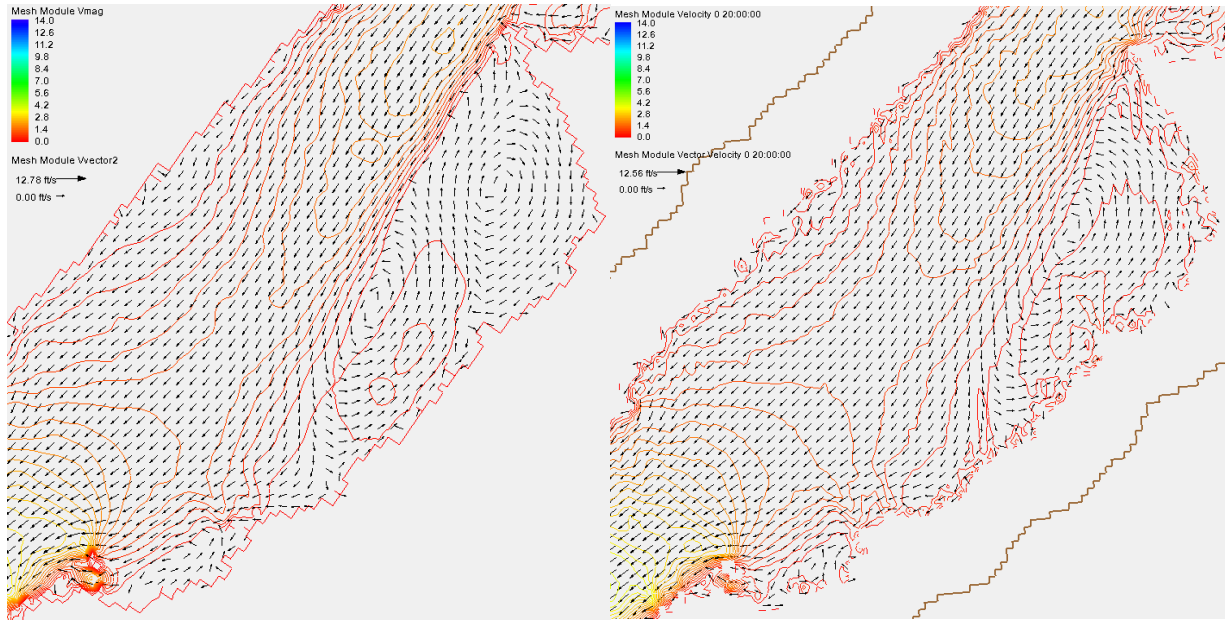 Mesh Module Vmag
14.0
12.6
11.2
9.8
8.4
7.0
5.6
4.2
2.8
1.4
0.0
Mesh Module Vvector2
12.78 ft/s
0.00 ft/s
Mesh Module Velocity 0 20:00:00
14.0
12.6
11.2
9.8
8.4
7.0
5.6
4.2
2.8
1.4
0.0
Mesh Module Vector Velocity 0 20:00:00
12.56 ft/s
0.00 ft/s